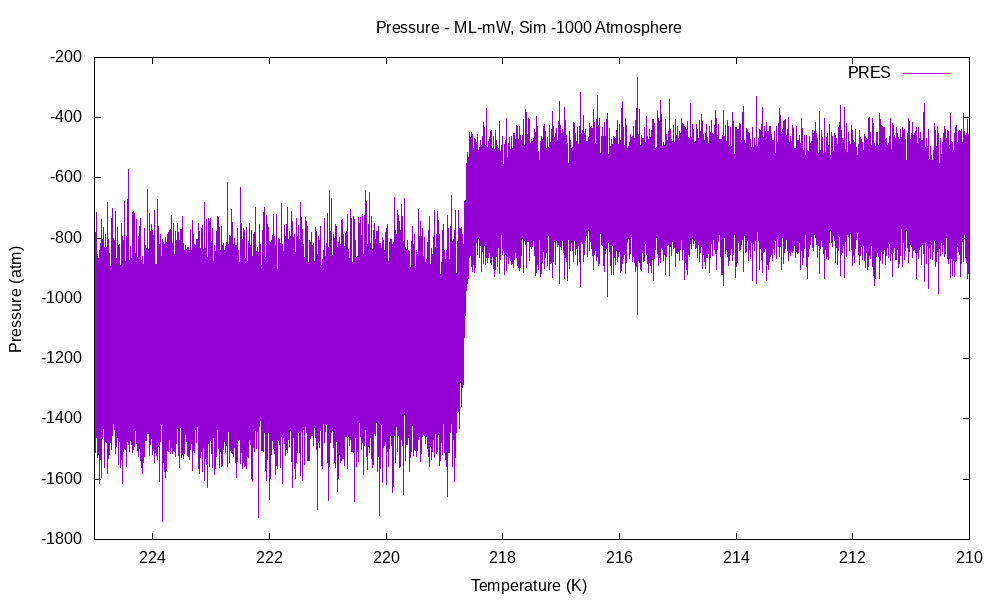 Pressure - ML-mW, Sim -1000 Atmosphere
PRES
-200
-400
-600
-800
-1000
-1200
-1400
-1600
-1800
Pressure (atm)
224 222 220 218 216 214 212 210
Temperature (K)